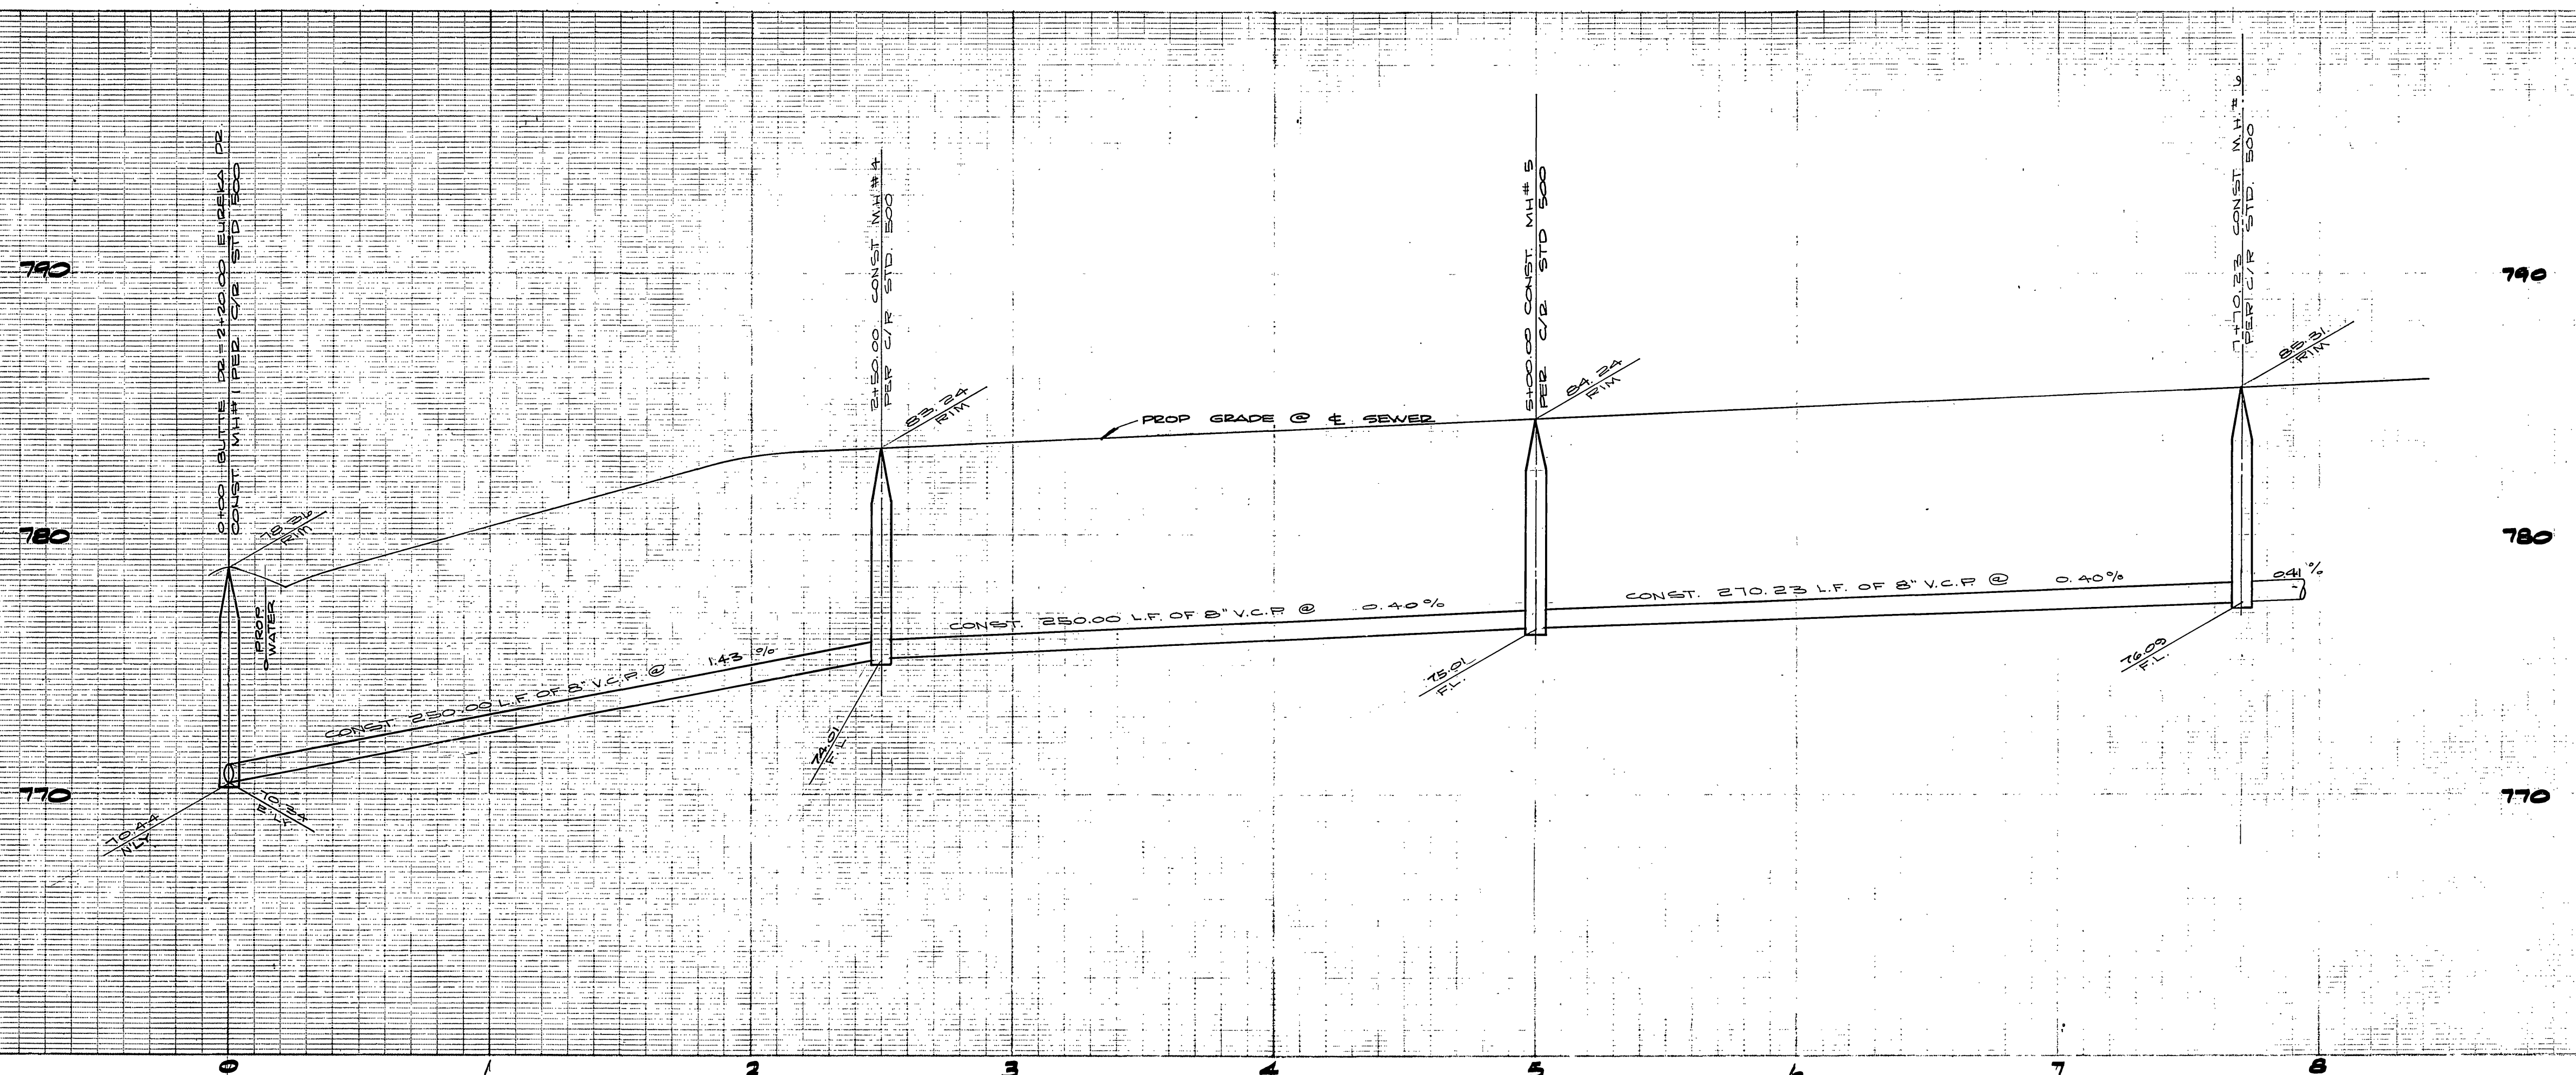 0+00 BUTTE DR = 2+20.00 EUREKA DR.
CONST. MH# PER C/R STD 500
2+50.00 CONST M.H.# 4
PER C/R STD. 500
5+00.00 CONST MH# 5
PER C/R STD 500
7+70.23 CONST M.H.# 6
PER C/R STD. 500
790
790
85.31
RIM
84.24
RIM
83.24
RIM
PROP GRADE @ ℄ SEWER
78.36
RIM
780
780
PROP
WATER
CONST. 250.00 L.F. OF 8" V.C.P. @ 1.43 %
CONST. 250.00 L.F. OF 8" V.C.P. @ 0.40%
CONST. 270.23 L.F. OF 8" V.C.P. @ 0.40%
0.41 %
76.09
F.L.
75.01
F.L.
74.01
F.L.
770
770
70.44
N'LY.
E'LY.
0 1 2 3 4 5 6 7 8